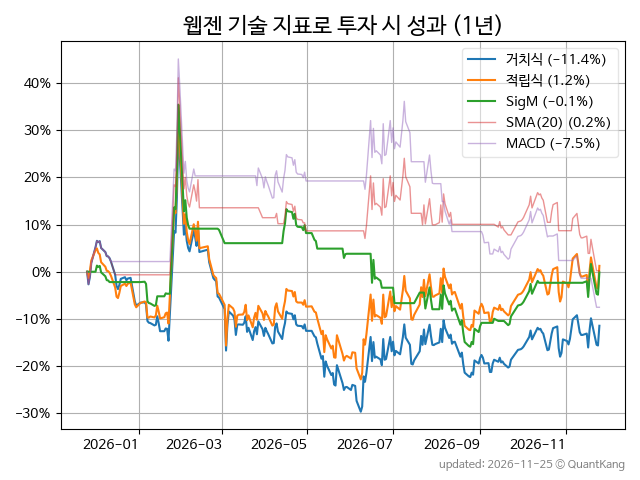 웹젠 기술 지표로 투자 시 성과 (1년)
거치식 (−11.4%)
적립식 (1.2%)
SigM (−0.1%)
SMA(20) (0.2%)
MACD (−7.5%)
40%
30%
20%
10%
0%
−10%
−20%
−30%
2026-01 2026-03 2026-05 2026-07 2026-09 2026-11
updated: 2026-11-25 © QuantKang